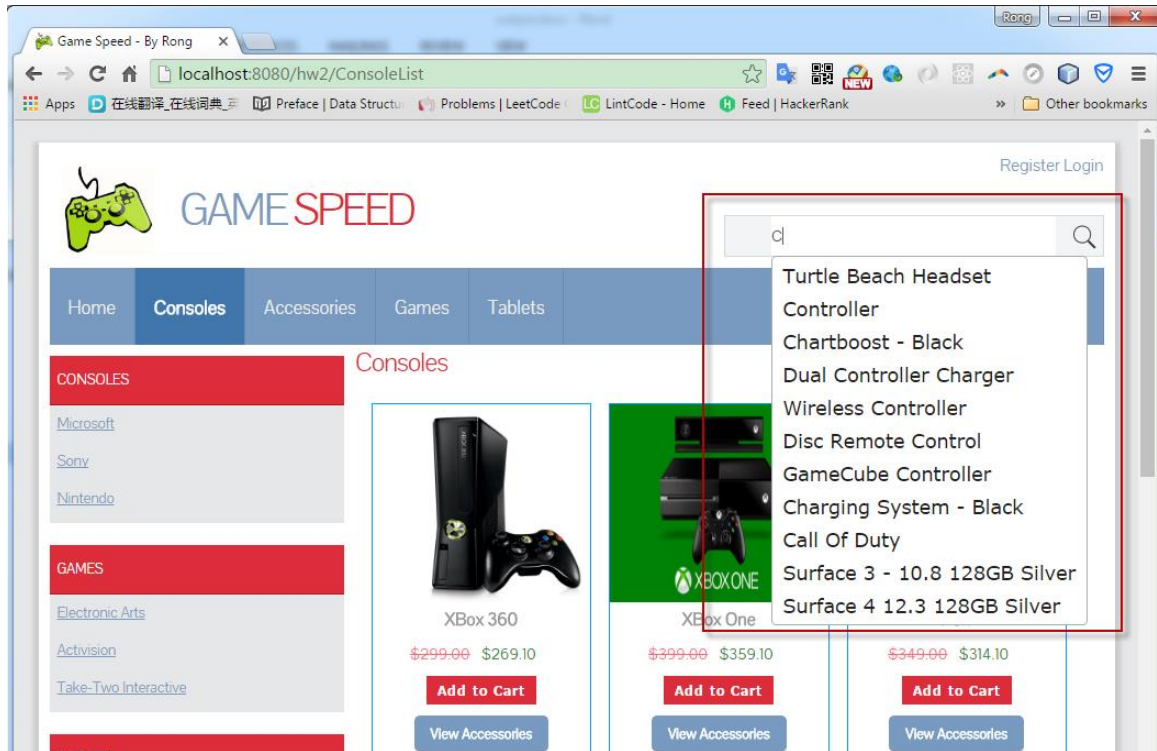 Rong
Game Speed - By Rong
localhost:8080/hw2/ConsoleList
NEW
Apps
在线翻译_在线词典_
Preface | Data Structu
Problems | LeetCode
LC LintCode - Home
Feed | HackerRank
Other bookmarks
Register Login
GAME SPEED
c
Home Consoles Accessories Games Tablets
Turtle Beach Headset
Controller
Chartboost - Black
Dual Controller Charger
Wireless Controller
Disc Remote Control
GameCube Controller
Charging System - Black
Call Of Duty
Surface 3 - 10.8 128GB Silver
Surface 4 12.3 128GB Silver
CONSOLES
Microsoft
Sony
Nintendo
GAMES
Electronic Arts
Activision
Take-Two Interactive
Consoles
XBOX ONE
XBox 360
$299.00 $269.10
Add to Cart
View Accessories
XBox One
$399.00 $359.10
Add to Cart
View Accessories
$349.00 $314.10
Add to Cart
View Accessories